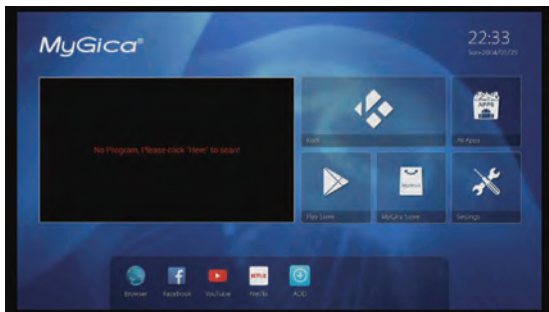 MyGica®
22:33
No Program, Please click 'Here' to scan!
Kodi
APPS
All Apps
Play Store
MyGica
MyGica Store
Settings
NETFLIX
Browser
Facebook
YouTube
Netflix
ADD